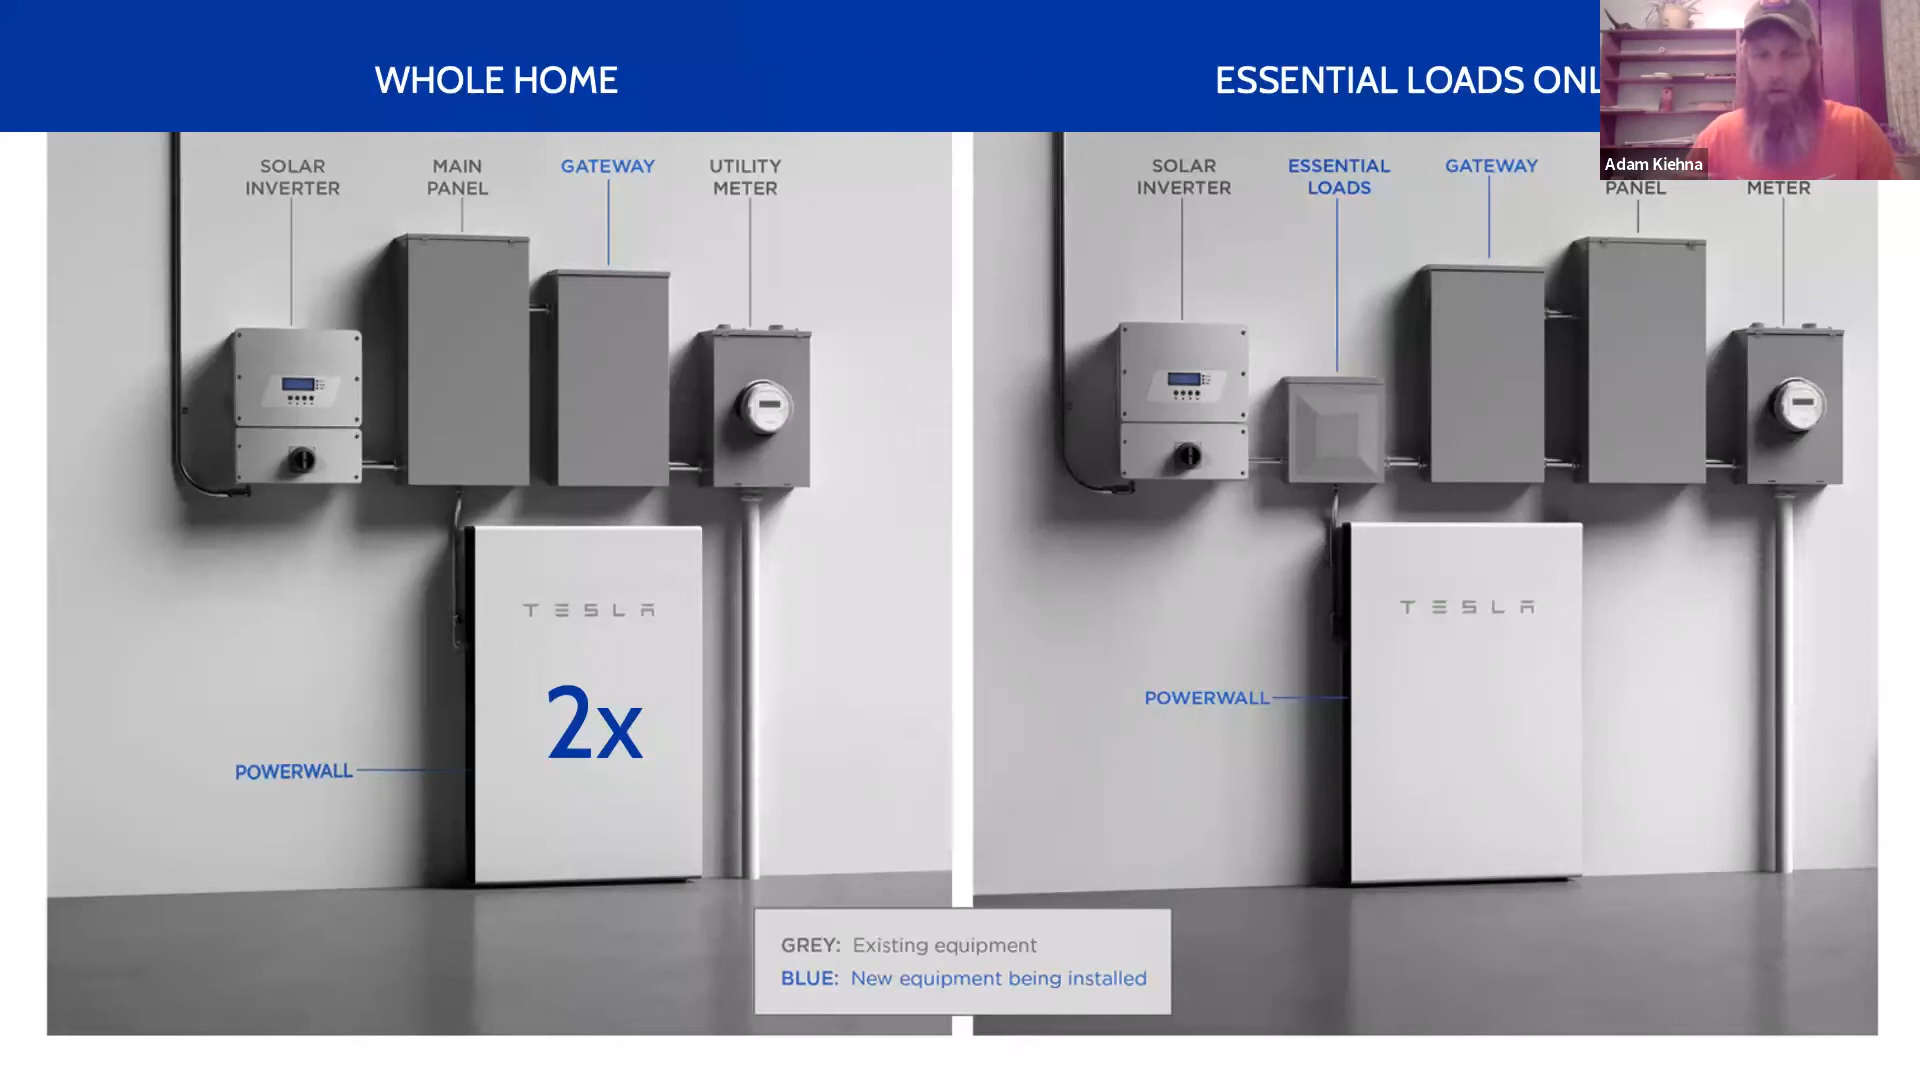 WHOLE HOME
ESSENTIAL LOADS ONL
Adam Kiehna
SOLAR
INVERTER
MAIN
PANEL
GATEWAY
UTILITY
METER
SOLAR
INVERTER
ESSENTIAL
LOADS
GATEWAY
PANEL
METER
TESLA
2x
POWERWALL
TESLA
POWERWALL
GREY: Existing equipment
BLUE: New equipment being installed